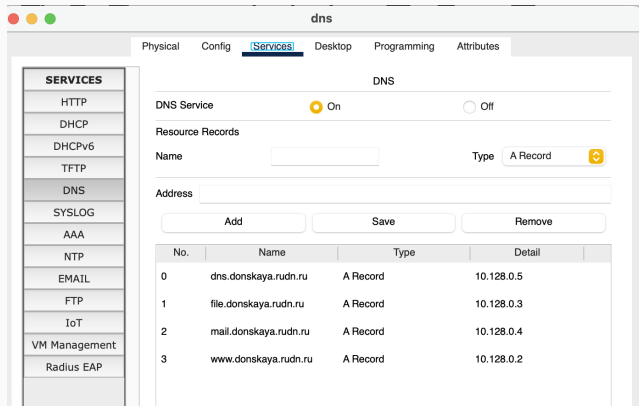 dns
Physical Config Services Desktop Programming Attributes
SERVICES
HTTP
DHCP
DHCPv6
TFTP
DNS
SYSLOG
AAA
NTP
EMAIL
FTP
IoT
VM Management
Radius EAP
DNS
DNS Service On Off
Resource Records
Name Type A Record
Address
Add Save Remove
No. Name Type Detail
0 dns.donskaya.rudn.ru A Record 10.128.0.5
1 file.donskaya.rudn.ru A Record 10.128.0.3
2 mail.donskaya.rudn.ru A Record 10.128.0.4
3 www.donskaya.rudn.ru A Record 10.128.0.2